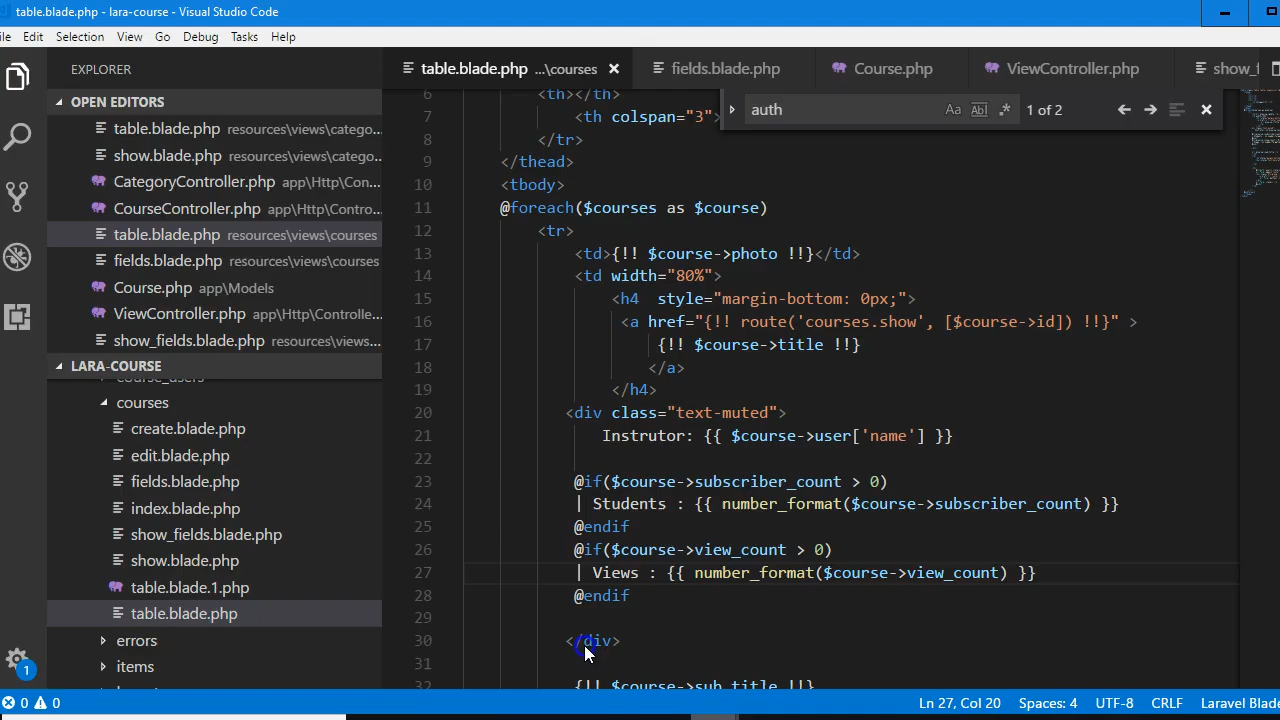 table.blade.php - lara-course - Visual Studio Code
ile Edit Selection View Go Debug Tasks Help
EXPLORER
table.blade.php ...\courses
fields.blade.php
Course.php
ViewController.php
show_f
OPEN EDITORS
table.blade.php resources\views\catego...
show.blade.php resources\views\catego...
CategoryController.php app\Http\Con...
CourseController.php app\Http\Contro...
table.blade.php resources\views\courses
fields.blade.php resources\views\courses
Course.php app\Models
ViewController.php app\Http\Controlle...
show_fields.blade.php resources\views...
LARA-COURSE
course_users
courses
create.blade.php
edit.blade.php
fields.blade.php
index.blade.php
show_fields.blade.php
show.blade.php
table.blade.1.php
table.blade.php
errors
items
1
auth
Aa Abl .* 1 of 2
6 <th></th>
7 <th colspan="3">
8 </tr>
9 </thead>
10 <tbody>
11 @foreach($courses as $course)
12 <tr>
13 <td>{!! $course->photo !!}</td>
14 <td width="80%">
15 <h4  style="margin-bottom: 0px;">
16 <a href="{!! route('courses.show', [$course->id]) !!}" >
17 {!! $course->title !!}
18 </a>
19 </h4>
20 <div class="text-muted">
21 Instrutor: {{ $course->user['name'] }}
22
23 @if($course->subscriber_count > 0)
24 | Students : {{ number_format($course->subscriber_count) }}
25 @endif
26 @if($course->view_count > 0)
27 | Views : {{ number_format($course->view_count) }}
28 @endif
29
30 </div>
31
32 {!! $course->sub_title !!}
0 0
Ln 27, Col 20 Spaces: 4 UTF-8 CRLF Laravel Blade